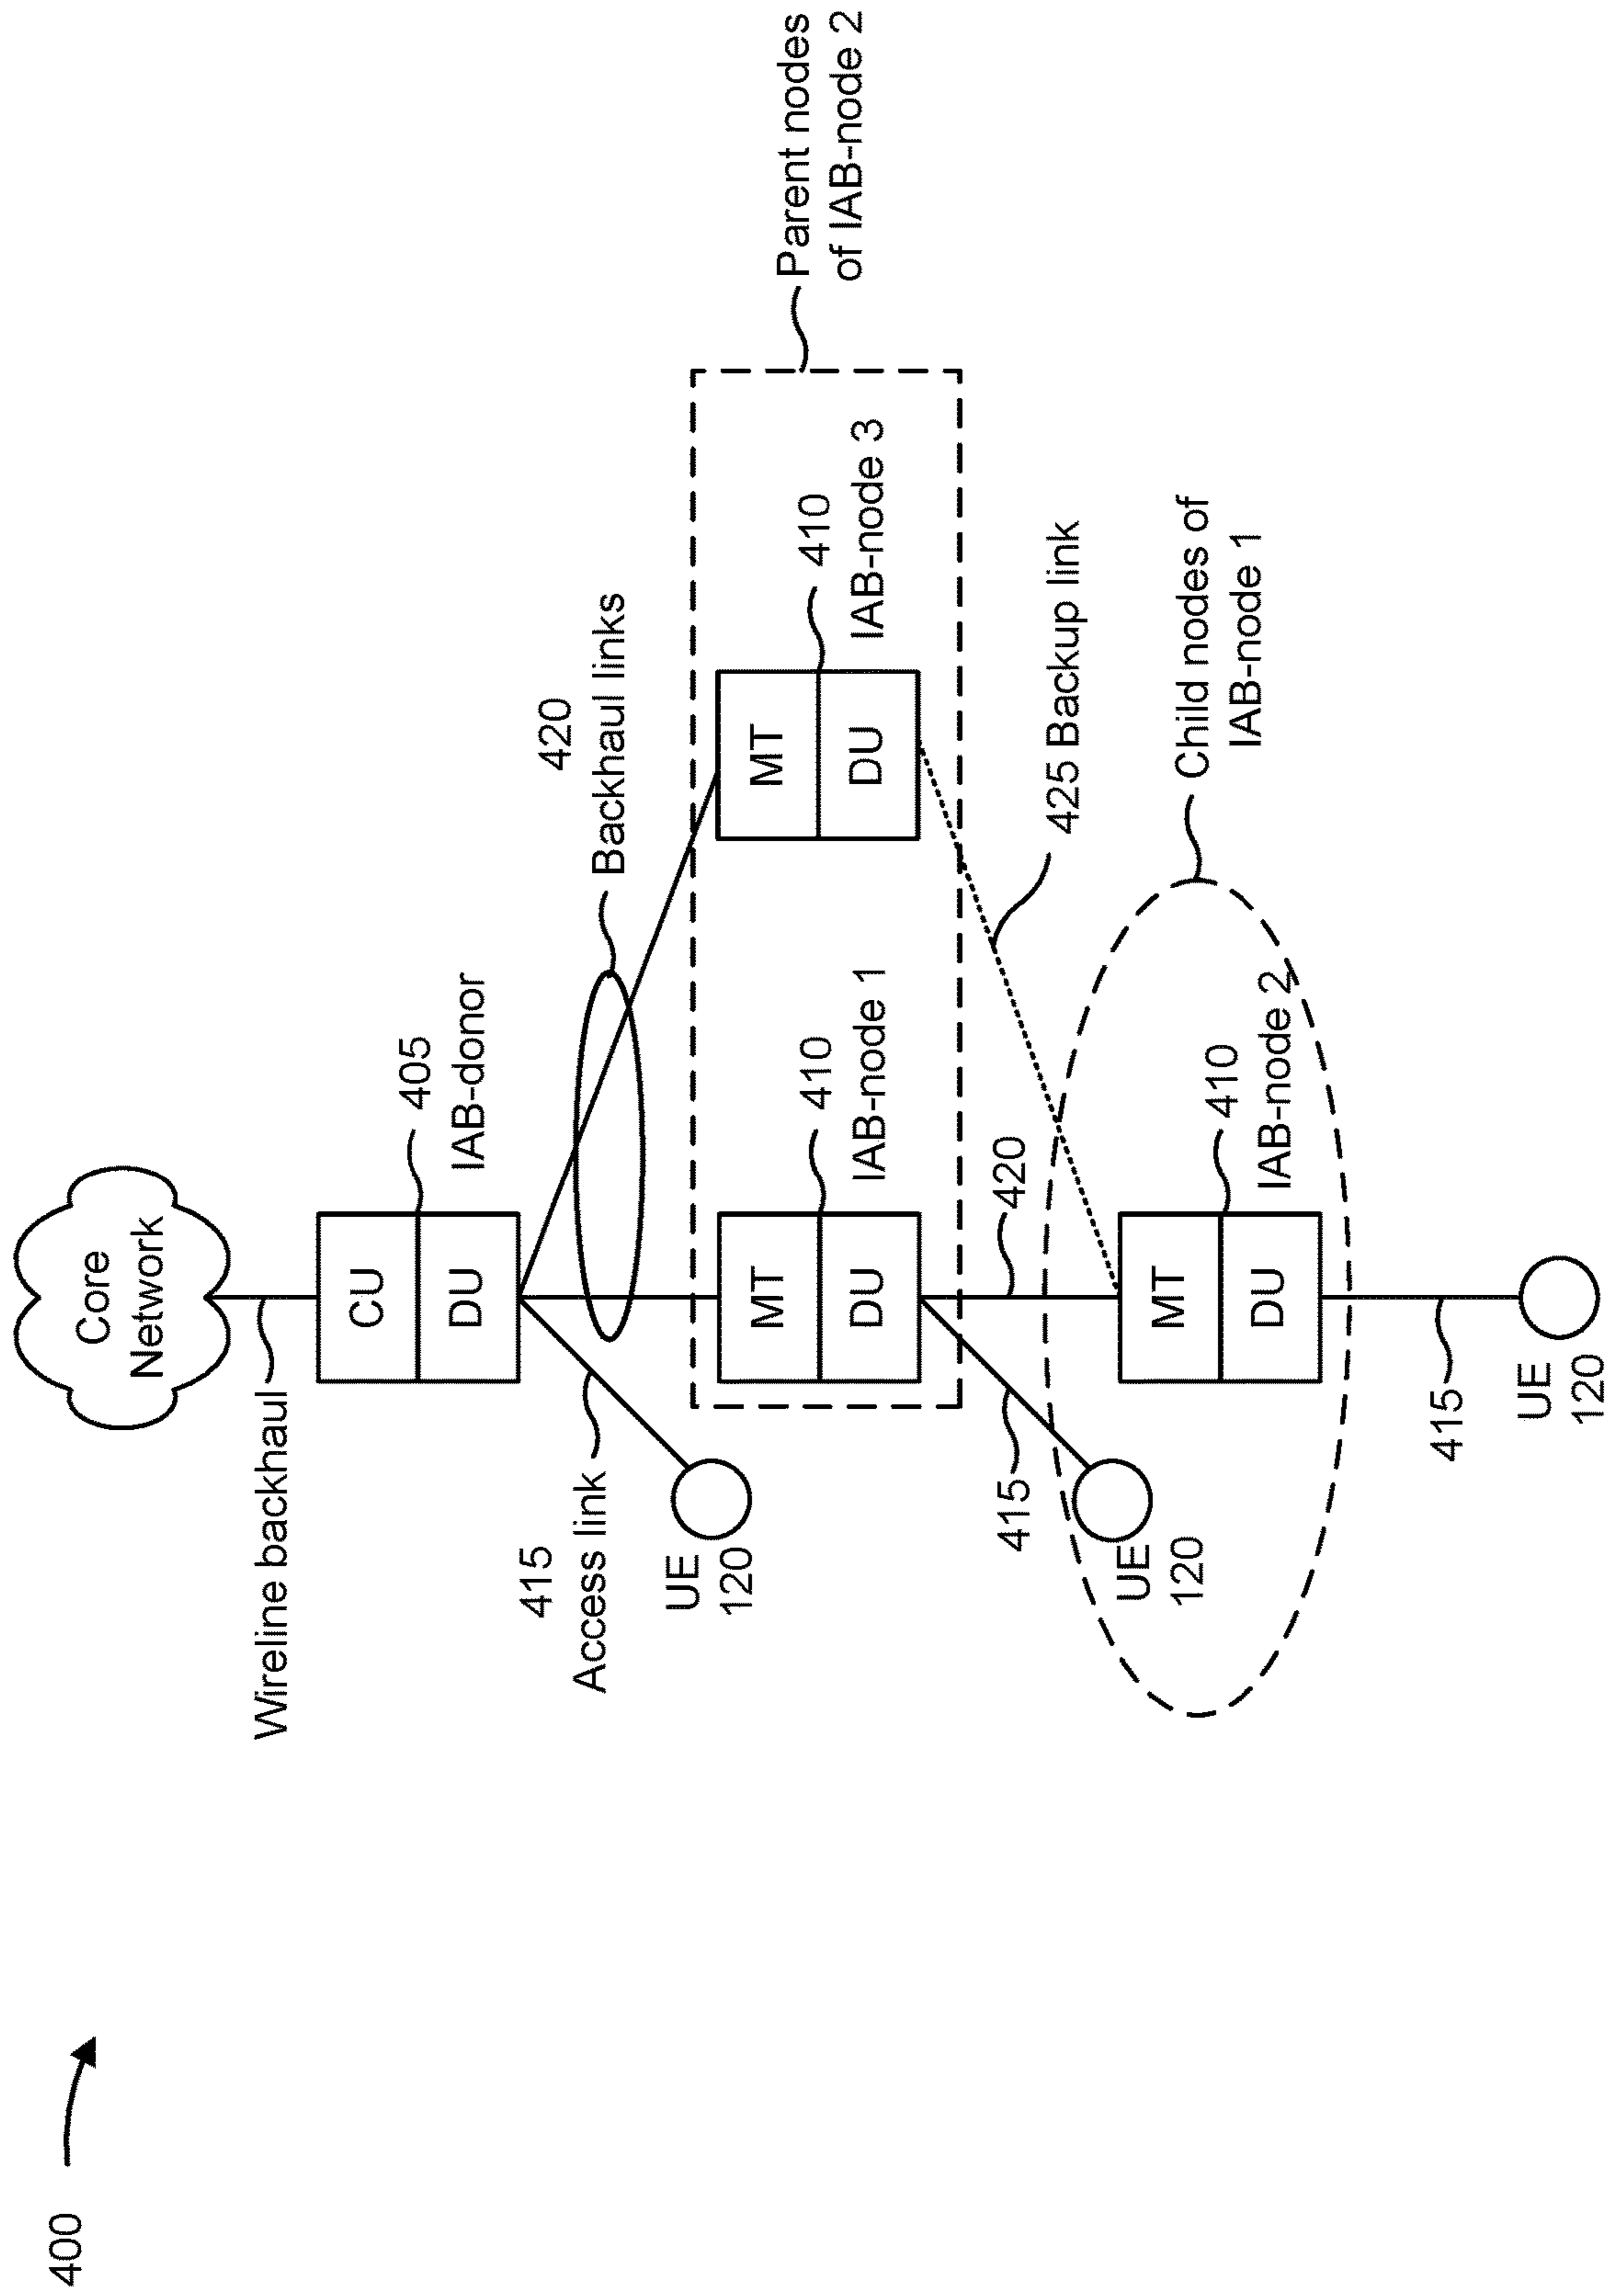 400
Core
Network
Wireline backhaul
CU
DU
405
IAB-donor
415
Access link
420
Backhaul links
UE
120
MT
DU
410
IAB-node 1
MT
DU
410
IAB-node 3
Parent nodes
of IAB-node 2
415
420
425 Backup link
UE
120
MT
DU
410
IAB-node 2
Child nodes of
IAB-node 1
415
UE
120